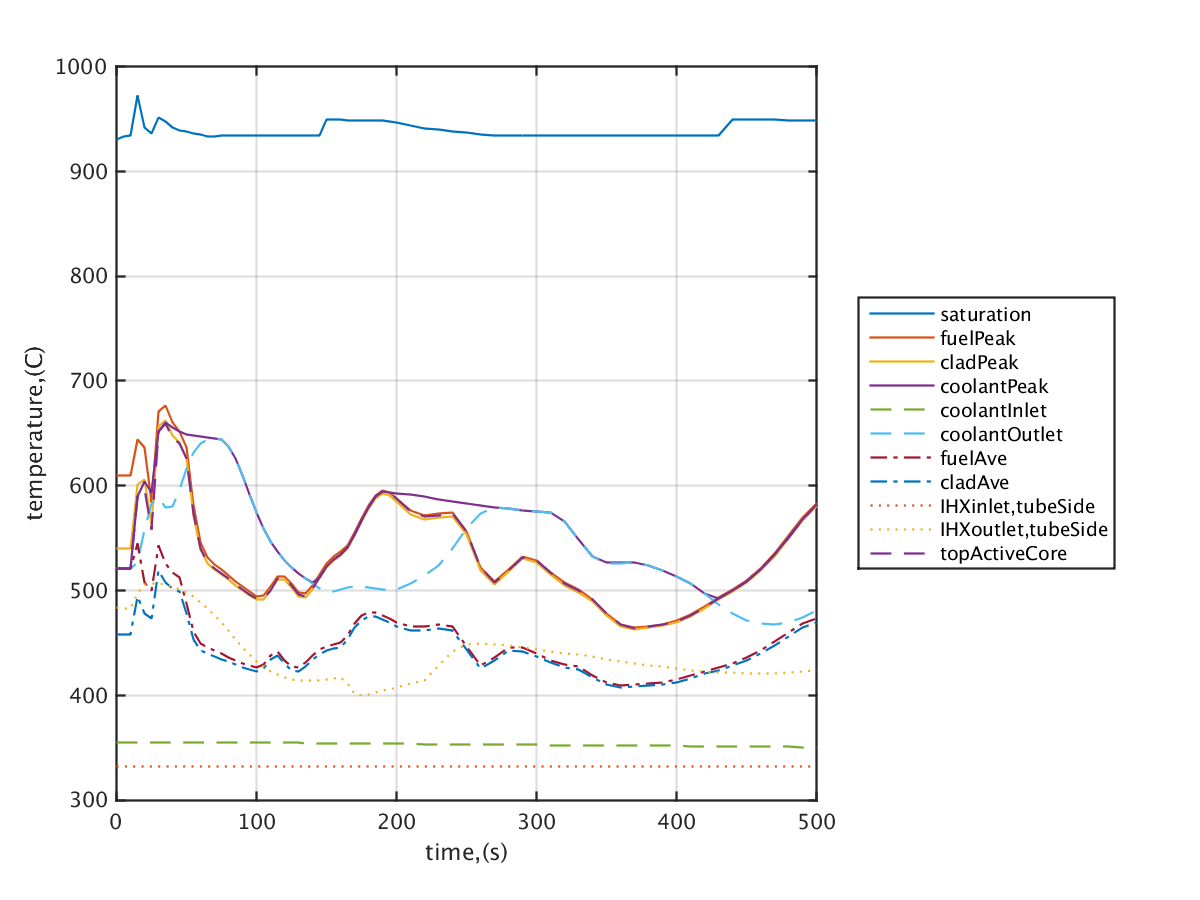 1000
900
800
700
600
500
400
300
0 100 200 300 400 500
temperature,(C)
time,(s)
saturation
fuelPeak
cladPeak
coolantPeak
coolantInlet
coolantOutlet
fuelAve
cladAve
IHXinlet,tubeSide
IHXoutlet,tubeSide
topActiveCore